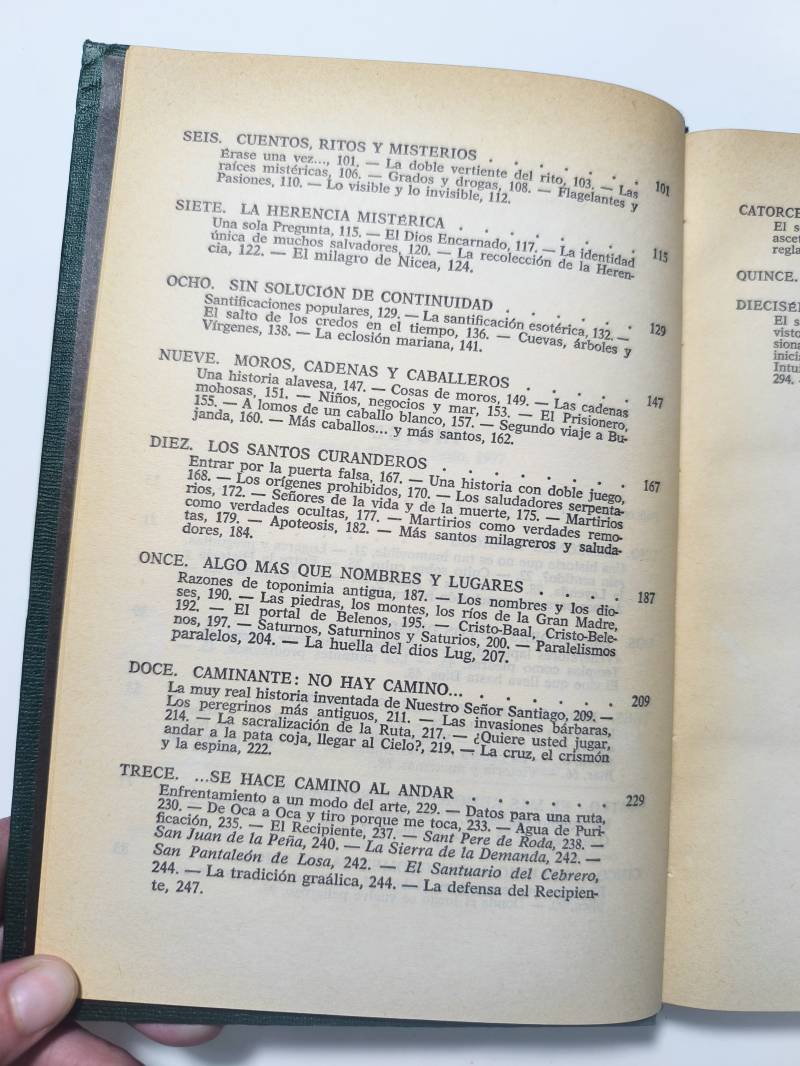 SEIS. CUENTOS, RITOS Y MISTERIOS . . . . . . . 101
Érase una vez..., 101. — La doble vertiente del rito, 103. — Las
raíces mistéricas, 106. — Grados y drogas, 108. — Flagelantes y
Pasiones, 110. — Lo visible y lo invisible, 112.
SIETE. LA HERENCIA MISTÉRICA . . . . . . . . 115
Una sola Pregunta, 115. — El Dios Encarnado, 117. — La identidad
única de muchos salvadores, 120. — La recolección de la Heren-
cia, 122. — El milagro de Nicea, 124.
OCHO. SIN SOLUCIÓN DE CONTINUIDAD . . . . . . 129
Santificaciones populares, 129. — La santificación esotérica, 132. —
El salto de los credos en el tiempo, 136. — Cuevas, árboles y
Vírgenes, 138. — La eclosión mariana, 141.
NUEVE. MOROS, CADENAS Y CABALLEROS . . . . . 147
Una historia alavesa, 147. — Cosas de moros, 149. — Las cadenas
mohosas, 151. — Niños, negocios y mar, 153. — El Prisionero,
155. — A lomos de un caballo blanco, 157. — Segundo viaje a Bu-
janda, 160. — Más caballos... y más santos, 162.
DIEZ. LOS SANTOS CURANDEROS . . . . . . . . 167
Entrar por la puerta falsa, 167. — Una historia con doble juego,
168. — Los orígenes prohibidos, 170. — Los saludadores serpenta-
rios, 172. — Señores de la vida y de la muerte, 175. — Martirios
como verdades ocultas, 177. — Martirios como verdades remo-
tas, 179. — Apoteosis, 182. — Más santos milagreros y saluda-
dores, 184.
ONCE. ALGO MÁS QUE NOMBRES Y LUGARES . . . . 187
Razones de toponimia antigua, 187. — Los nombres y los dio-
ses, 190. — Las piedras, los montes, los ríos de la Gran Madre,
192. — El portal de Belenos, 195. — Cristo-Baal, Cristo-Bele-
nos, 197. — Saturnos, Saturninos y Saturios, 200. — Paralelismos
paralelos, 204. — La huella del dios Lug, 207.
DOCE. CAMINANTE: NO HAY CAMINO... . . . . . . 209
La muy real historia inventada de Nuestro Señor Santiago, 209. —
Los peregrinos más antiguos, 211. — Las invasiones bárbaras,
214. — La sacralización de la Ruta, 217. — ¿Quiere usted jugar,
andar a la pata coja, llegar al Cielo?, 219. — La cruz, el crismón
y la espina, 222.
TRECE. ...SE HACE CAMINO AL ANDAR . . . . . . 229
Enfrentamiento a un modo del arte, 229. — Datos para una ruta,
230. — De Oca a Oca y tiro porque me toca, 233. — Agua de Puri-
ficación, 235. — El Recipiente, 237. — Sant Pere de Roda, 238. —
San Juan de la Peña, 240. — La Sierra de la Demanda, 242. —
San Pantaleón de Losa, 242. — El Santuario del Cebrero,
244. — La tradición graálica, 244. — La defensa del Recipien-
te, 247.
CATORCE
El s
ascet
regla
QUINCE.
DIECISÉI
El s
visto
siona
inicia
Intui
294.